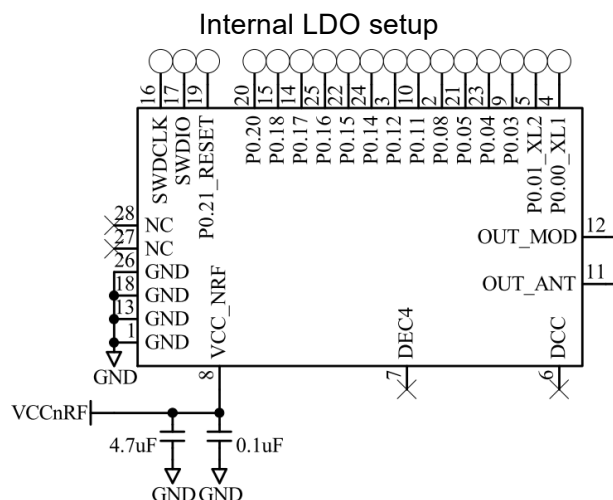 Internal LDO setup
16 17 19 20 15 14 25 22 24 3 10 2 21 23 9 5 4
SWDCLK SWDIO P0.21_RESET P0.20 P0.18 P0.17 P0.16 P0.15 P0.14 P0.12 P0.11 P0.08 P0.05 P0.04 P0.03 P0.01_XL2 P0.00_XL1
28 NC
OUT_MOD 12
27 NC
26 GND
OUT_ANT 11
18 GND
13 GND
1 GND
VCC_NRF DEC4 DCC
GND
8 7 6
VCCnRF
4.7uF 0.1uF
GND GND